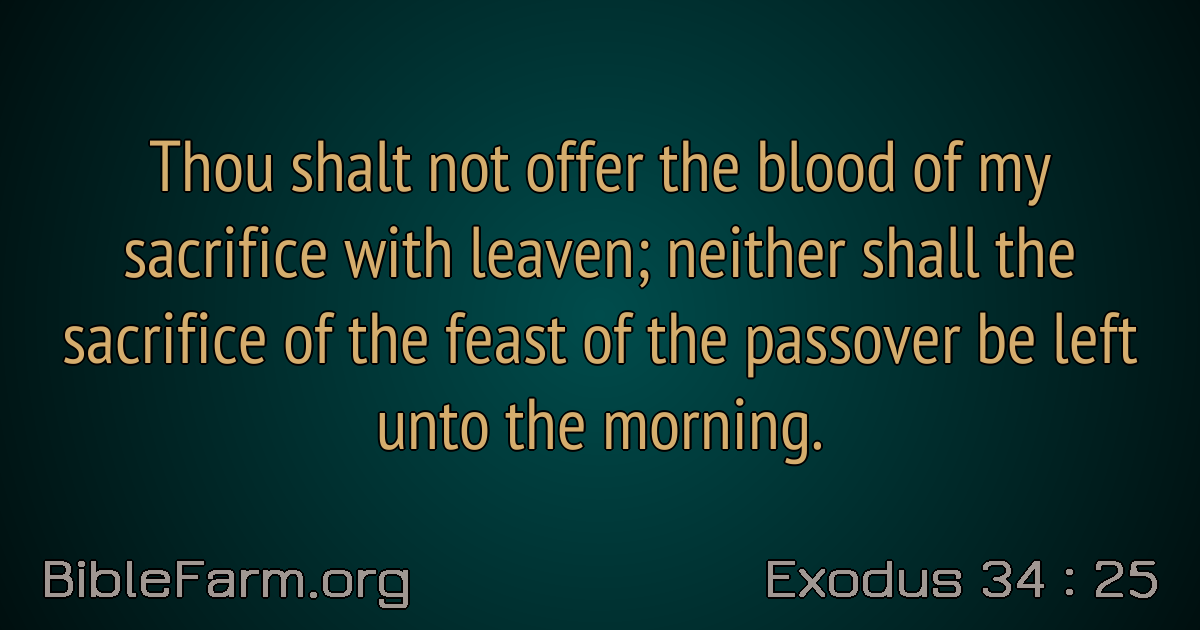 Thou shalt not offer the blood of my
sacrifice with leaven; neither shall the
sacrifice of the feast of the passover be left
unto the morning.
BibleFarm.org
Exodus 34 : 25